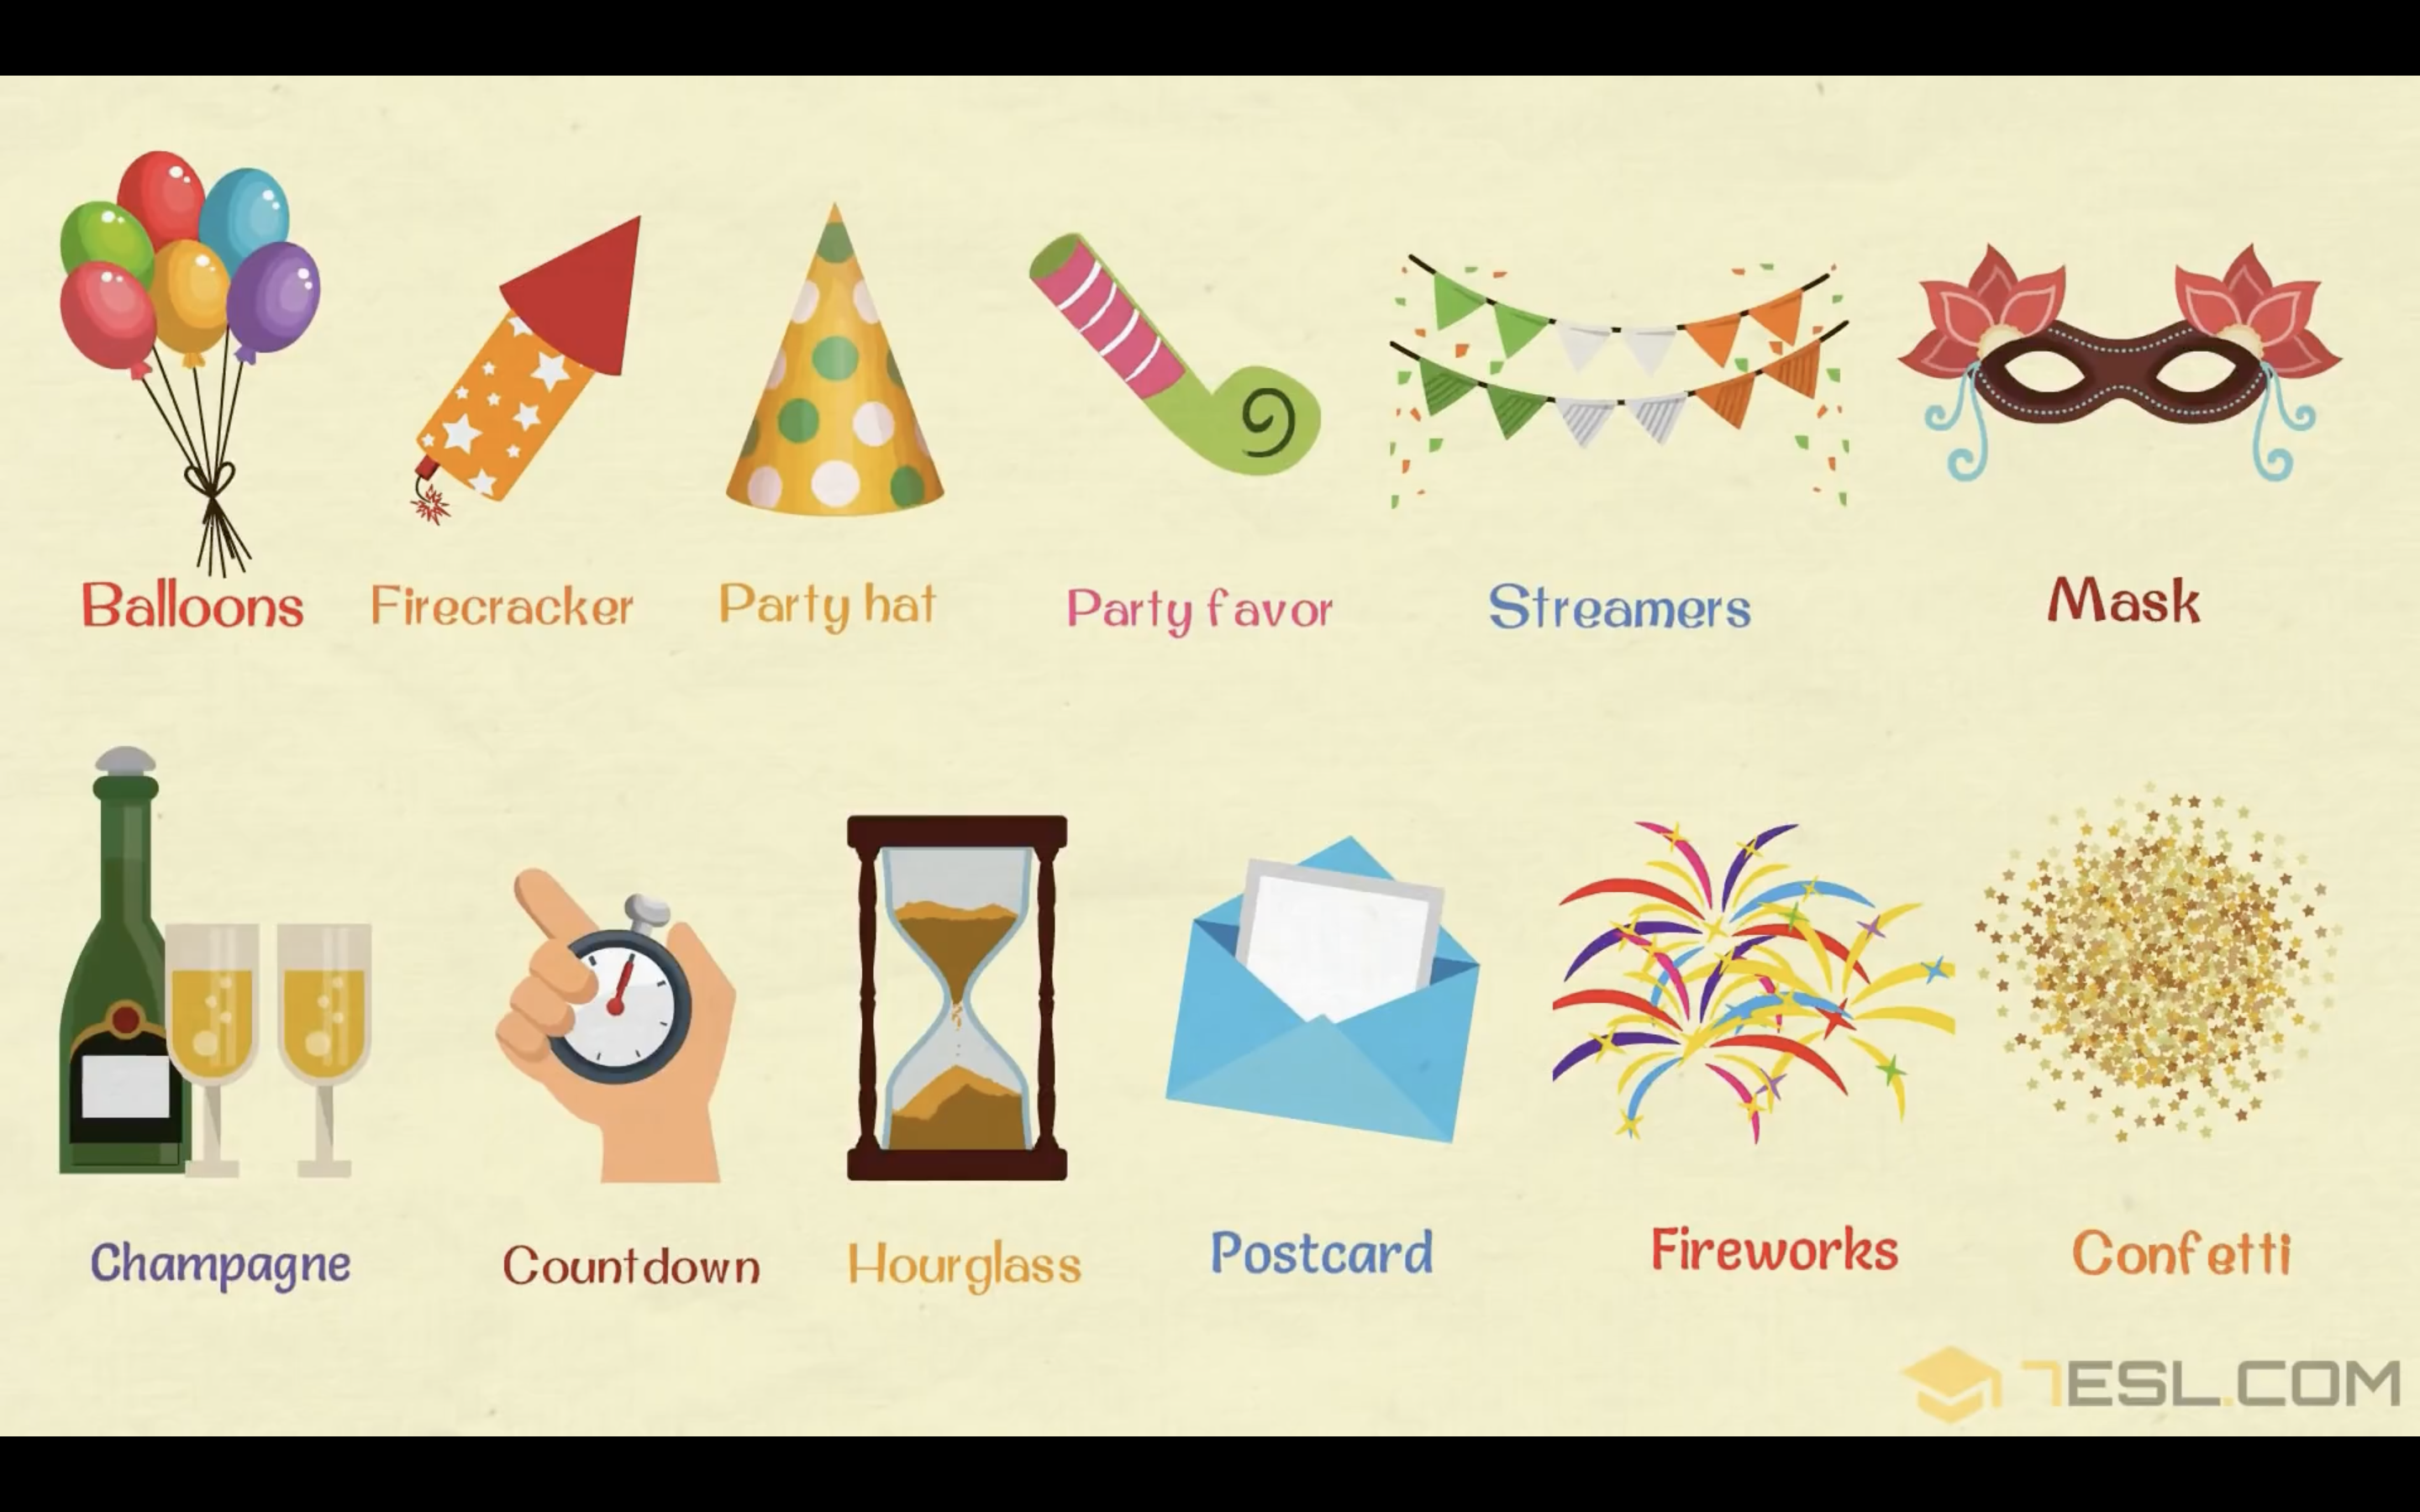 Balloons
Firecracker
Party hat
Party favor
Streamers
Mask
Champagne
Countdown
Hourglass
Postcard
Fireworks
Confetti
7ESL.COM